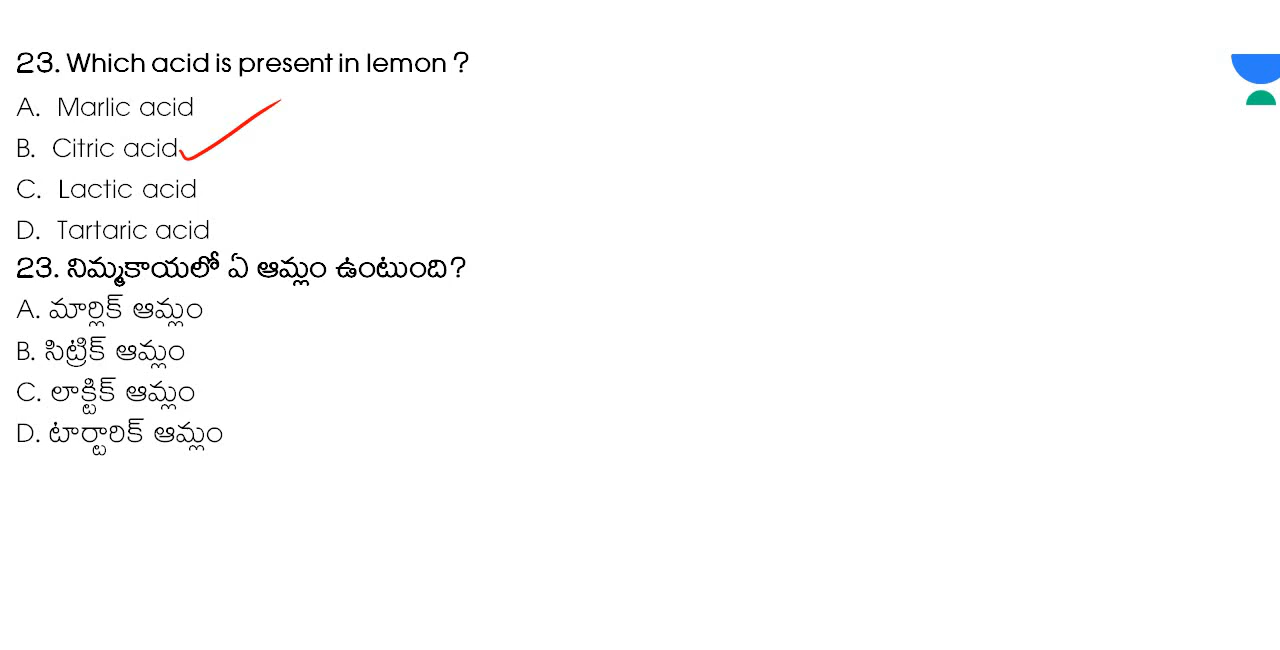 23. Which acid is present in lemon ?
A. Marlic acid
B. Citric acid
C. Lactic acid
D. Tartaric acid
23. నిమ్మకాయలో ఏ ఆమ్లం ఉంటుంది?
A. మార్లిక్ ఆమ్లం
B. సిట్రిక్ ఆమ్లం
C. లాక్టిక్ ఆమ్లం
D. టార్టారిక్ ఆమ్లం